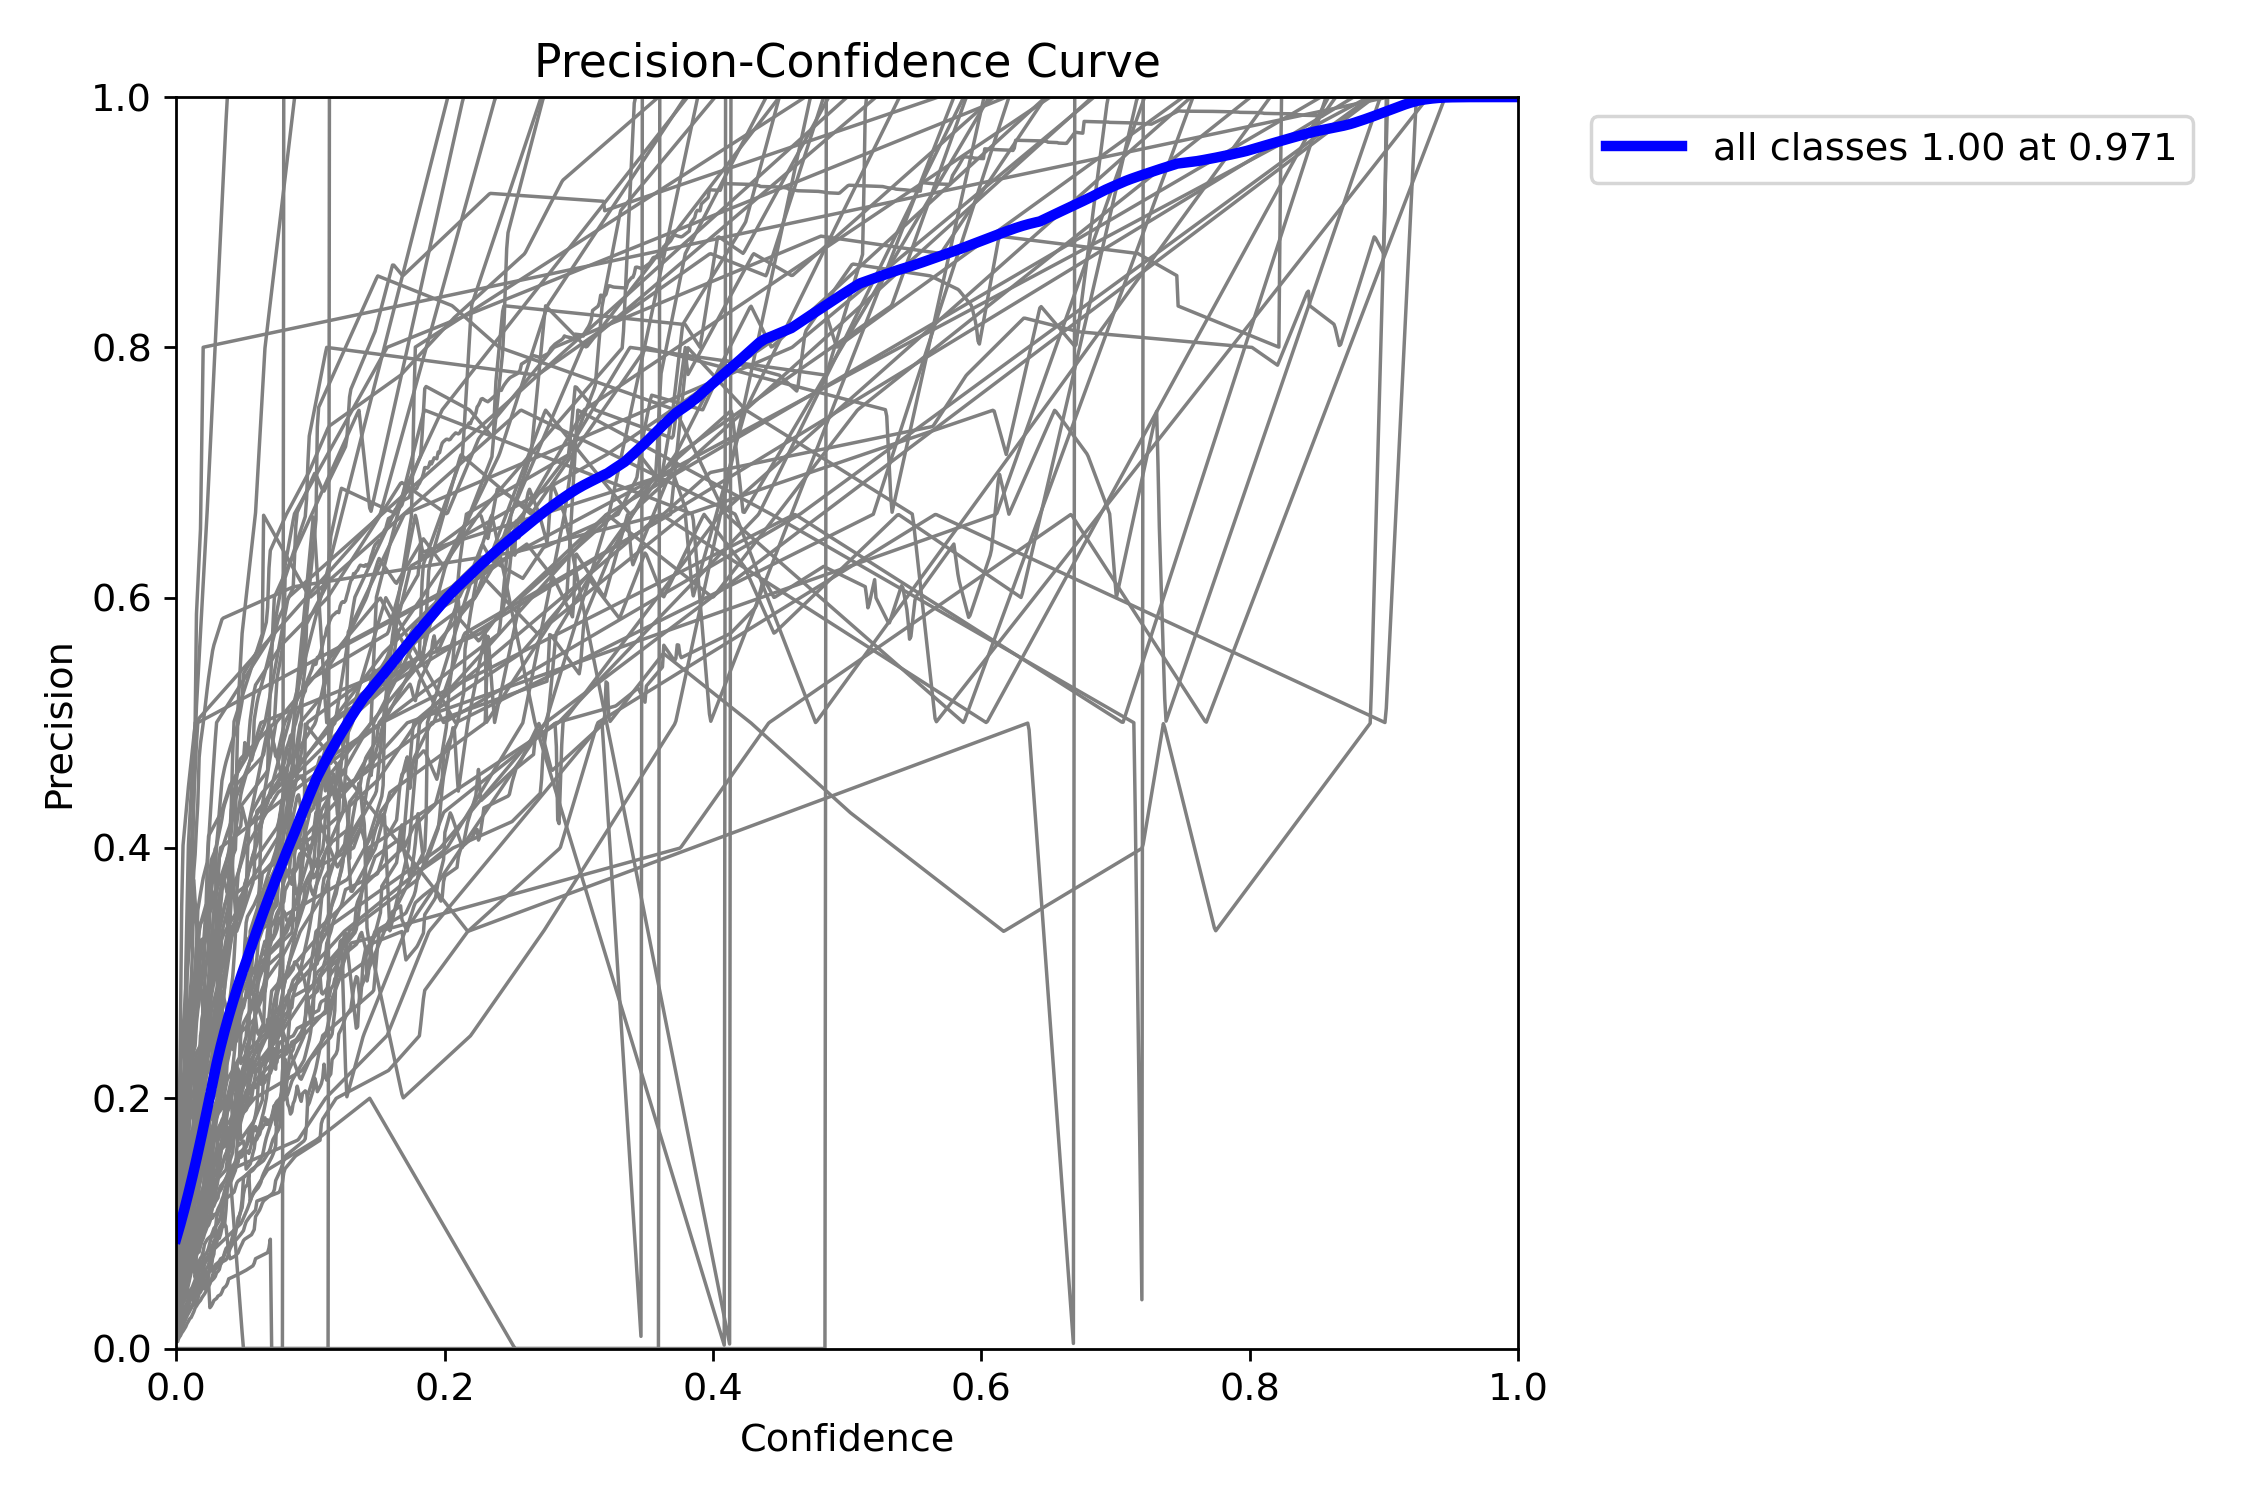 Precision-Confidence Curve
all classes 1.00 at 0.971
Precision
1.0
0.8
0.6
0.4
0.2
0.0
0.0 0.2 0.4 0.6 0.8 1.0
Confidence